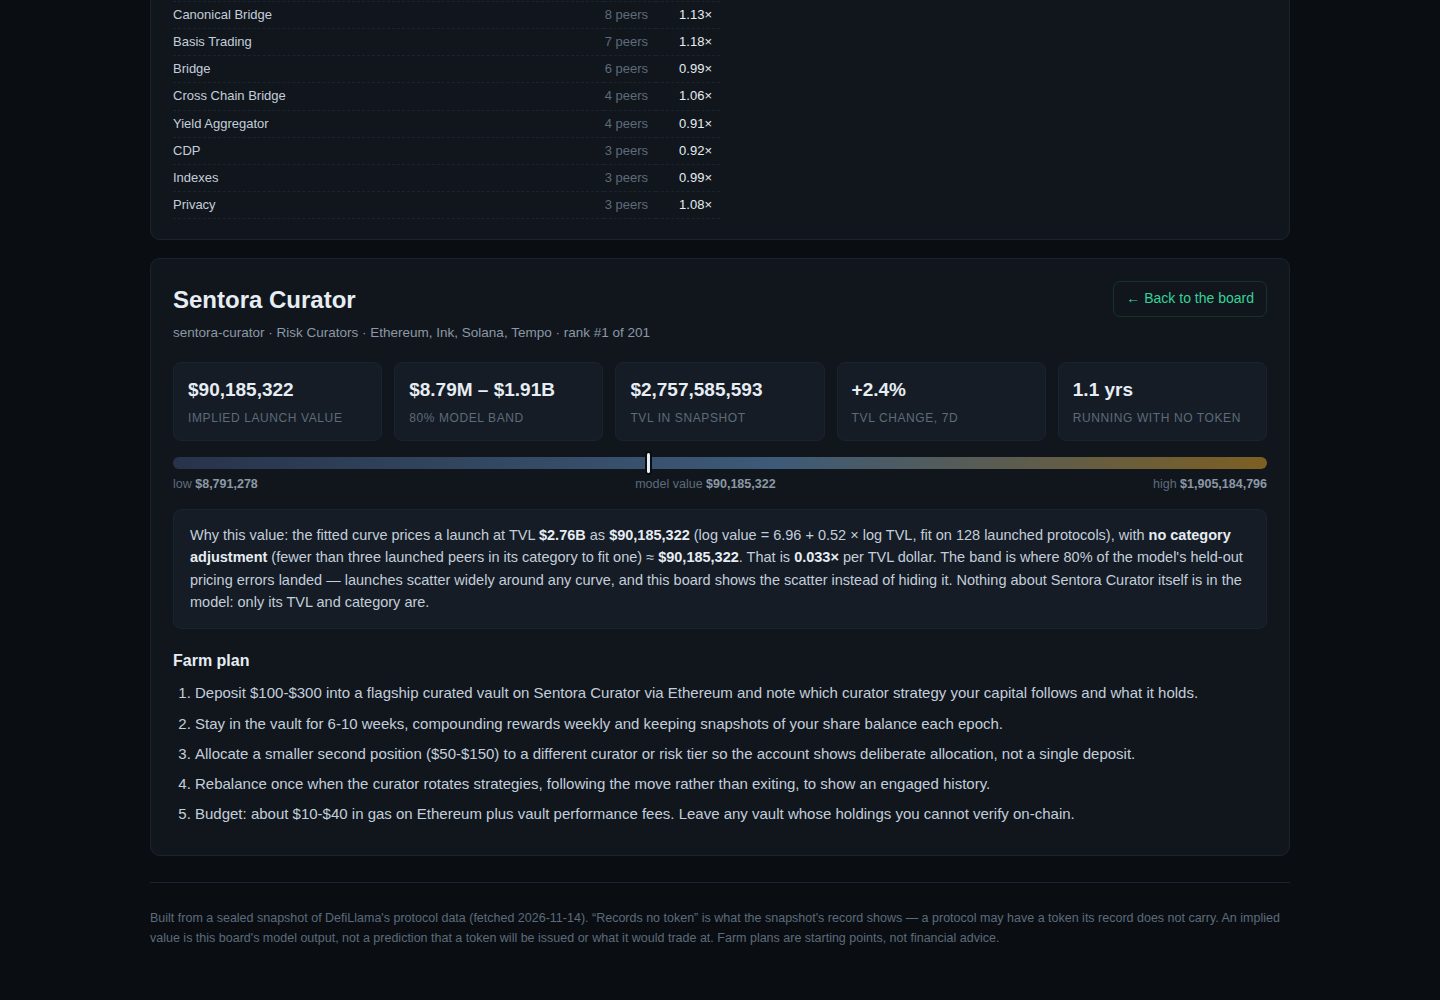 Canonical Bridge 8 peers 1.13×
Basis Trading 7 peers 1.18×
Bridge 6 peers 0.99×
Cross Chain Bridge 4 peers 1.06×
Yield Aggregator 4 peers 0.91×
CDP 3 peers 0.92×
Indexes 3 peers 0.99×
Privacy 3 peers 1.08×
Sentora Curator
← Back to the board
sentora-curator · Risk Curators · Ethereum, Ink, Solana, Tempo · rank #1 of 201
$90,185,322
IMPLIED LAUNCH VALUE
$8.79M – $1.91B
80% MODEL BAND
$2,757,585,593
TVL IN SNAPSHOT
+2.4%
TVL CHANGE, 7D
1.1 yrs
RUNNING WITH NO TOKEN
low $8,791,278
model value $90,185,322
high $1,905,184,796
Why this value: the fitted curve prices a launch at TVL $2.76B as $90,185,322 (log value = 6.96 + 0.52 × log TVL, fit on 128 launched protocols), with no category
adjustment (fewer than three launched peers in its category to fit one) ≈ $90,185,322. That is 0.033× per TVL dollar. The band is where 80% of the model's held-out
pricing errors landed — launches scatter widely around any curve, and this board shows the scatter instead of hiding it. Nothing about Sentora Curator itself is in the
model: only its TVL and category are.
Farm plan
1. Deposit $100-$300 into a flagship curated vault on Sentora Curator via Ethereum and note which curator strategy your capital follows and what it holds.
2. Stay in the vault for 6-10 weeks, compounding rewards weekly and keeping snapshots of your share balance each epoch.
3. Allocate a smaller second position ($50-$150) to a different curator or risk tier so the account shows deliberate allocation, not a single deposit.
4. Rebalance once when the curator rotates strategies, following the move rather than exiting, to show an engaged history.
5. Budget: about $10-$40 in gas on Ethereum plus vault performance fees. Leave any vault whose holdings you cannot verify on-chain.
Built from a sealed snapshot of DefiLlama's protocol data (fetched 2026-11-14). “Records no token” is what the snapshot's record shows — a protocol may have a token its record does not carry. An implied
value is this board's model output, not a prediction that a token will be issued or what it would trade at. Farm plans are starting points, not financial advice.